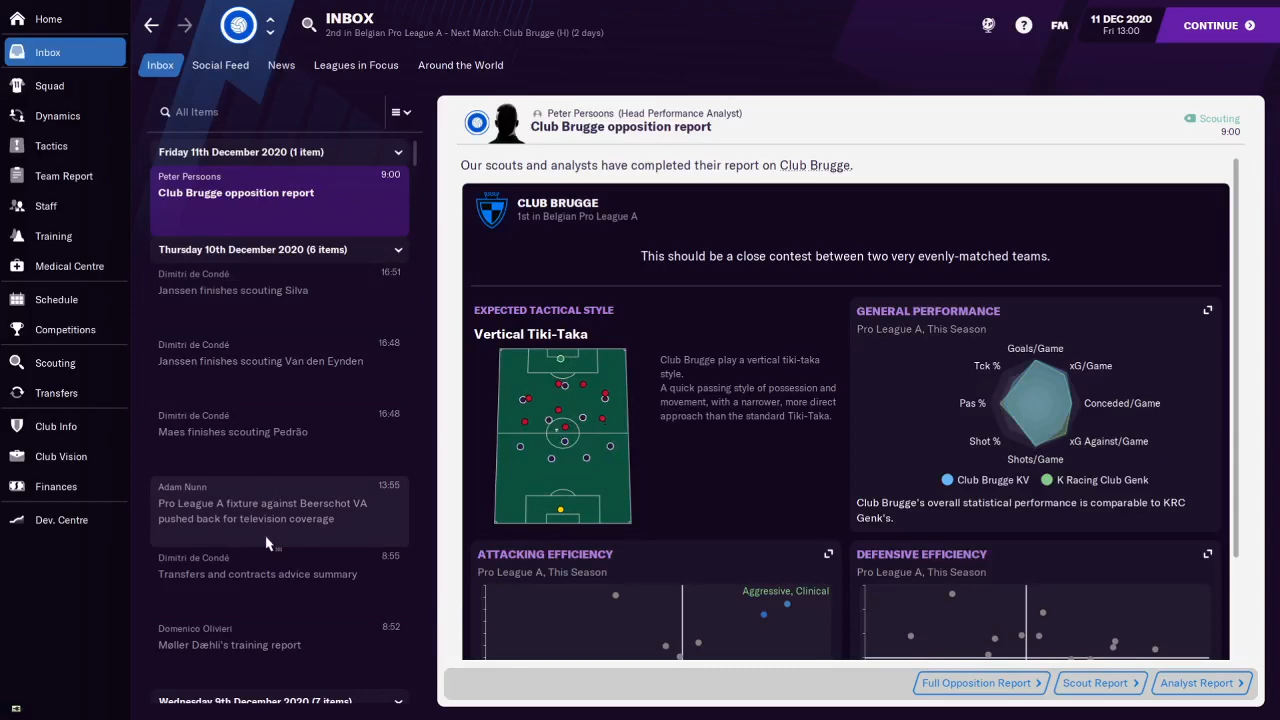 Home
Inbox
Squad
Dynamics
Tactics
Team Report
Staff
Training
Medical Centre
Schedule
Competitions
Scouting
Transfers
Club Info
Club Vision
Finances
Dev. Centre
INBOX
2nd in Belgian Pro League A - Next Match: Club Brugge (H) (2 days)
FM
11 DEC 2020
Fri 13:00
CONTINUE
Inbox
Social Feed
News
Leagues in Focus
Around the World
All Items
Friday 11th December 2020 (1 item)
Peter Persoons 9:00
Club Brugge opposition report
Thursday 10th December 2020 (6 items)
Dimitri de Condé 16:51
Janssen finishes scouting Silva
Dimitri de Condé 16:48
Janssen finishes scouting Van den Eynden
Dimitri de Condé 16:48
Maes finishes scouting Pedrão
Adam Nunn 13:55
Pro League A fixture against Beerschot VA
pushed back for television coverage
Dimitri de Condé 8:55
Transfers and contracts advice summary
Domenico Olivieri 8:52
Møller Dæhli's training report
Wednesday 9th December 2020 (7 items)
Peter Persoons (Head Performance Analyst)
Club Brugge opposition report
Scouting
9:00
Our scouts and analysts have completed their report on Club Brugge.
CLUB BRUGGE
1st in Belgian Pro League A
This should be a close contest between two very evenly-matched teams.
EXPECTED TACTICAL STYLE
Vertical Tiki-Taka
Club Brugge play a vertical tiki-taka
style.
A quick passing style of possession and
movement, with a narrower, more direct
approach than the standard Tiki-Taka.
GENERAL PERFORMANCE
Pro League A, This Season
Goals/Game
Tck %
xG/Game
Pas %
Conceded/Game
Shot %
xG Against/Game
Shots/Game
Club Brugge KV
K Racing Club Genk
Club Brugge's overall statistical performance is comparable to KRC
Genk's.
ATTACKING EFFICIENCY
Pro League A, This Season
Aggressive, Clinical
DEFENSIVE EFFICIENCY
Pro League A, This Season
Full Opposition Report
Scout Report
Analyst Report